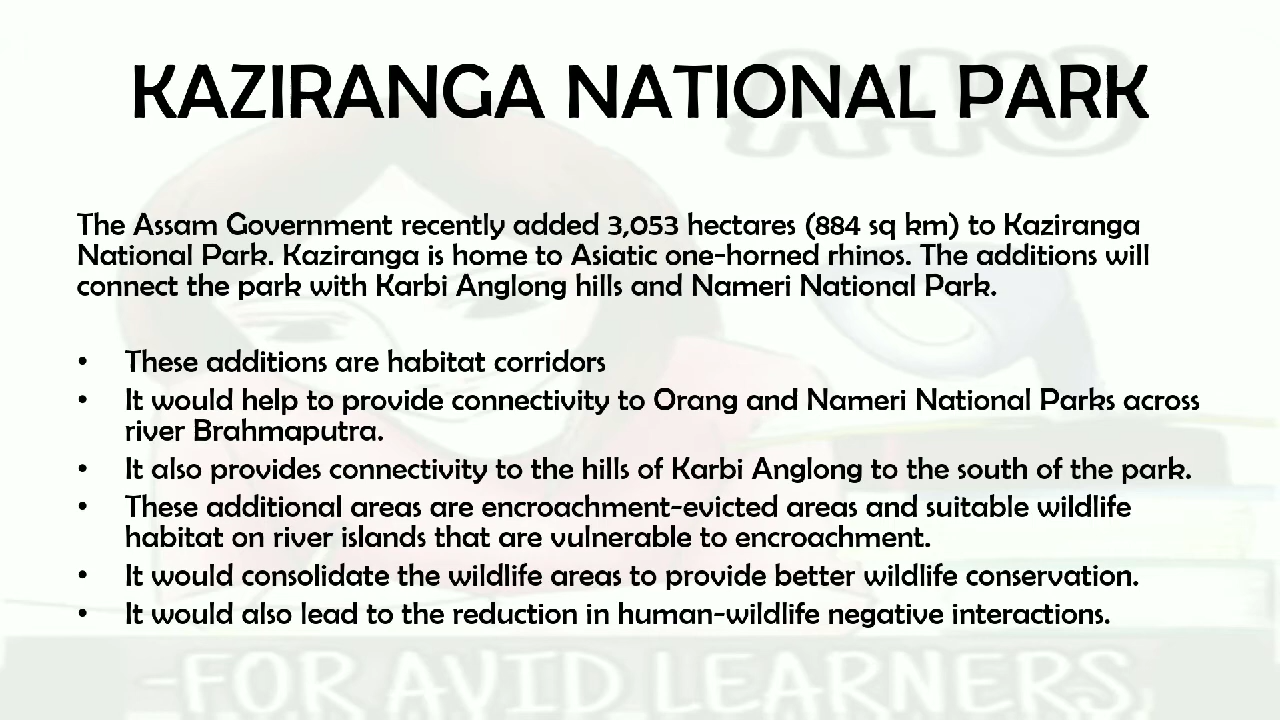 KAZIRANGA NATIONAL PARK
The Assam Government recently added 3,053 hectares (884 sq km) to Kaziranga
National Park. Kaziranga is home to Asiatic one-horned rhinos. The additions will
connect the park with Karbi Anglong hills and Nameri National Park.
• These additions are habitat corridors
• It would help to provide connectivity to Orang and Nameri National Parks across
river Brahmaputra.
• It also provides connectivity to the hills of Karbi Anglong to the south of the park.
• These additional areas are encroachment-evicted areas and suitable wildlife
habitat on river islands that are vulnerable to encroachment.
• It would consolidate the wildlife areas to provide better wildlife conservation.
• It would also lead to the reduction in human-wildlife negative interactions.
-FOR AVID LEARNERS